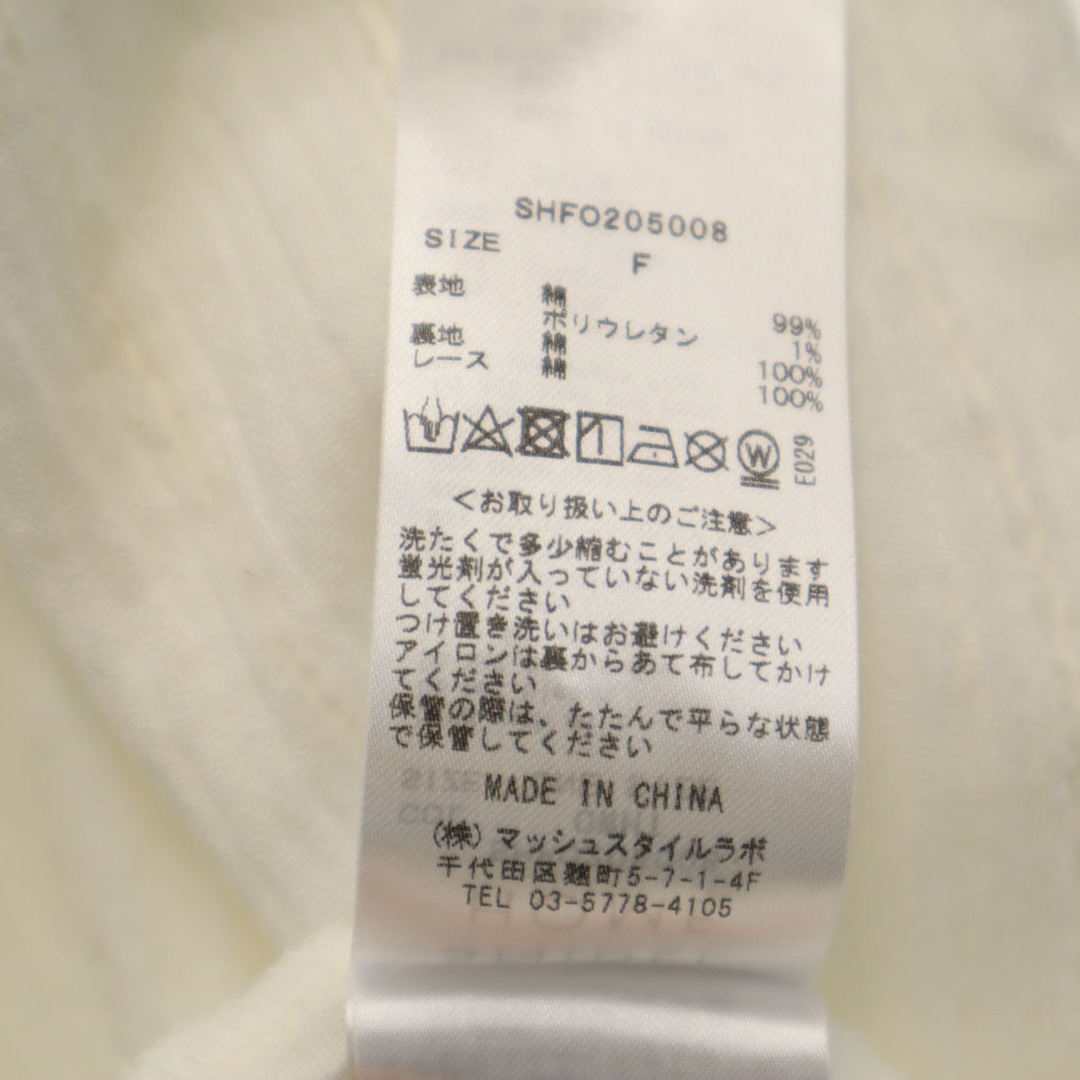 SHFO205008
SIZE F
表地 綿 99%
ポリウレタン 1%
裏地 綿 100%
レース 綿 100%
W E029
<お取り扱い上のご注意>
洗たくで多少縮むことがあります
蛍光剤が入っていない洗剤を使用
してください
つけ置き洗いはお避けください
アイロンは裏からあて布してかけ
てください
保管の際は、たたんで平らな状態
で保管してください
MADE IN CHINA
(株) マッシュスタイルラボ
千代田区麹町5-7-1-4F
TEL 03-5778-4105